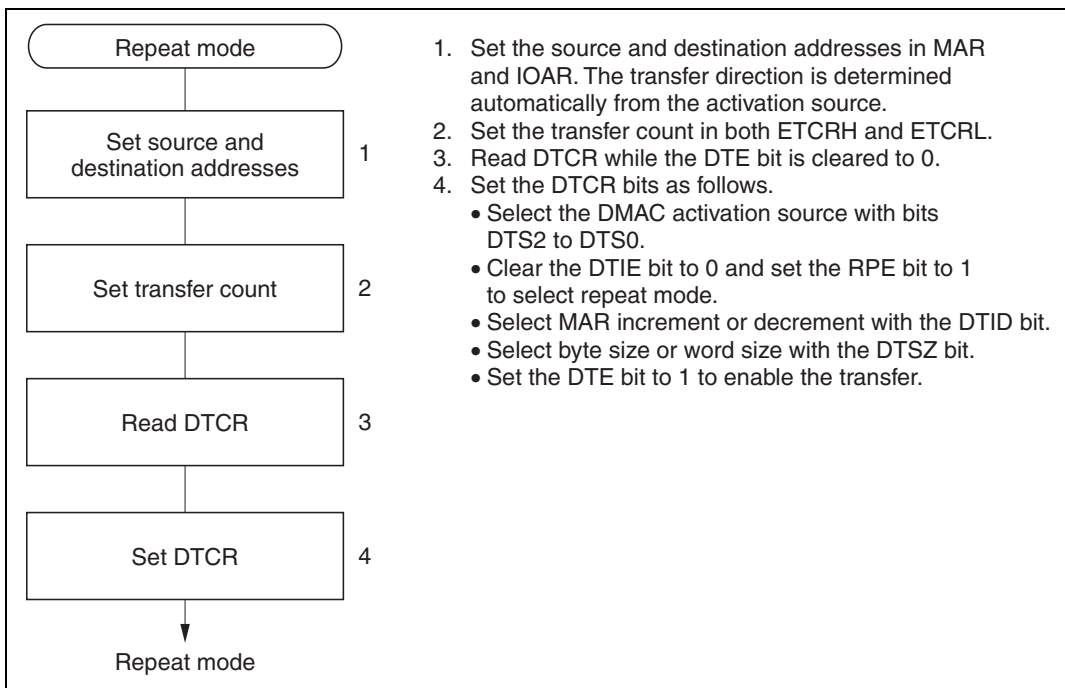 Repeat mode
Set source and
destination addresses
1
Set transfer count
2
Read DTCR
3
Set DTCR
4
Repeat mode
1. Set the source and destination addresses in MAR
and IOAR. The transfer direction is determined
automatically from the activation source.
2. Set the transfer count in both ETCRH and ETCRL.
3. Read DTCR while the DTE bit is cleared to 0.
4. Set the DTCR bits as follows.
• Select the DMAC activation source with bits
DTS2 to DTS0.
• Clear the DTIE bit to 0 and set the RPE bit to 1
to select repeat mode.
• Select MAR increment or decrement with the DTID bit.
• Select byte size or word size with the DTSZ bit.
• Set the DTE bit to 1 to enable the transfer.